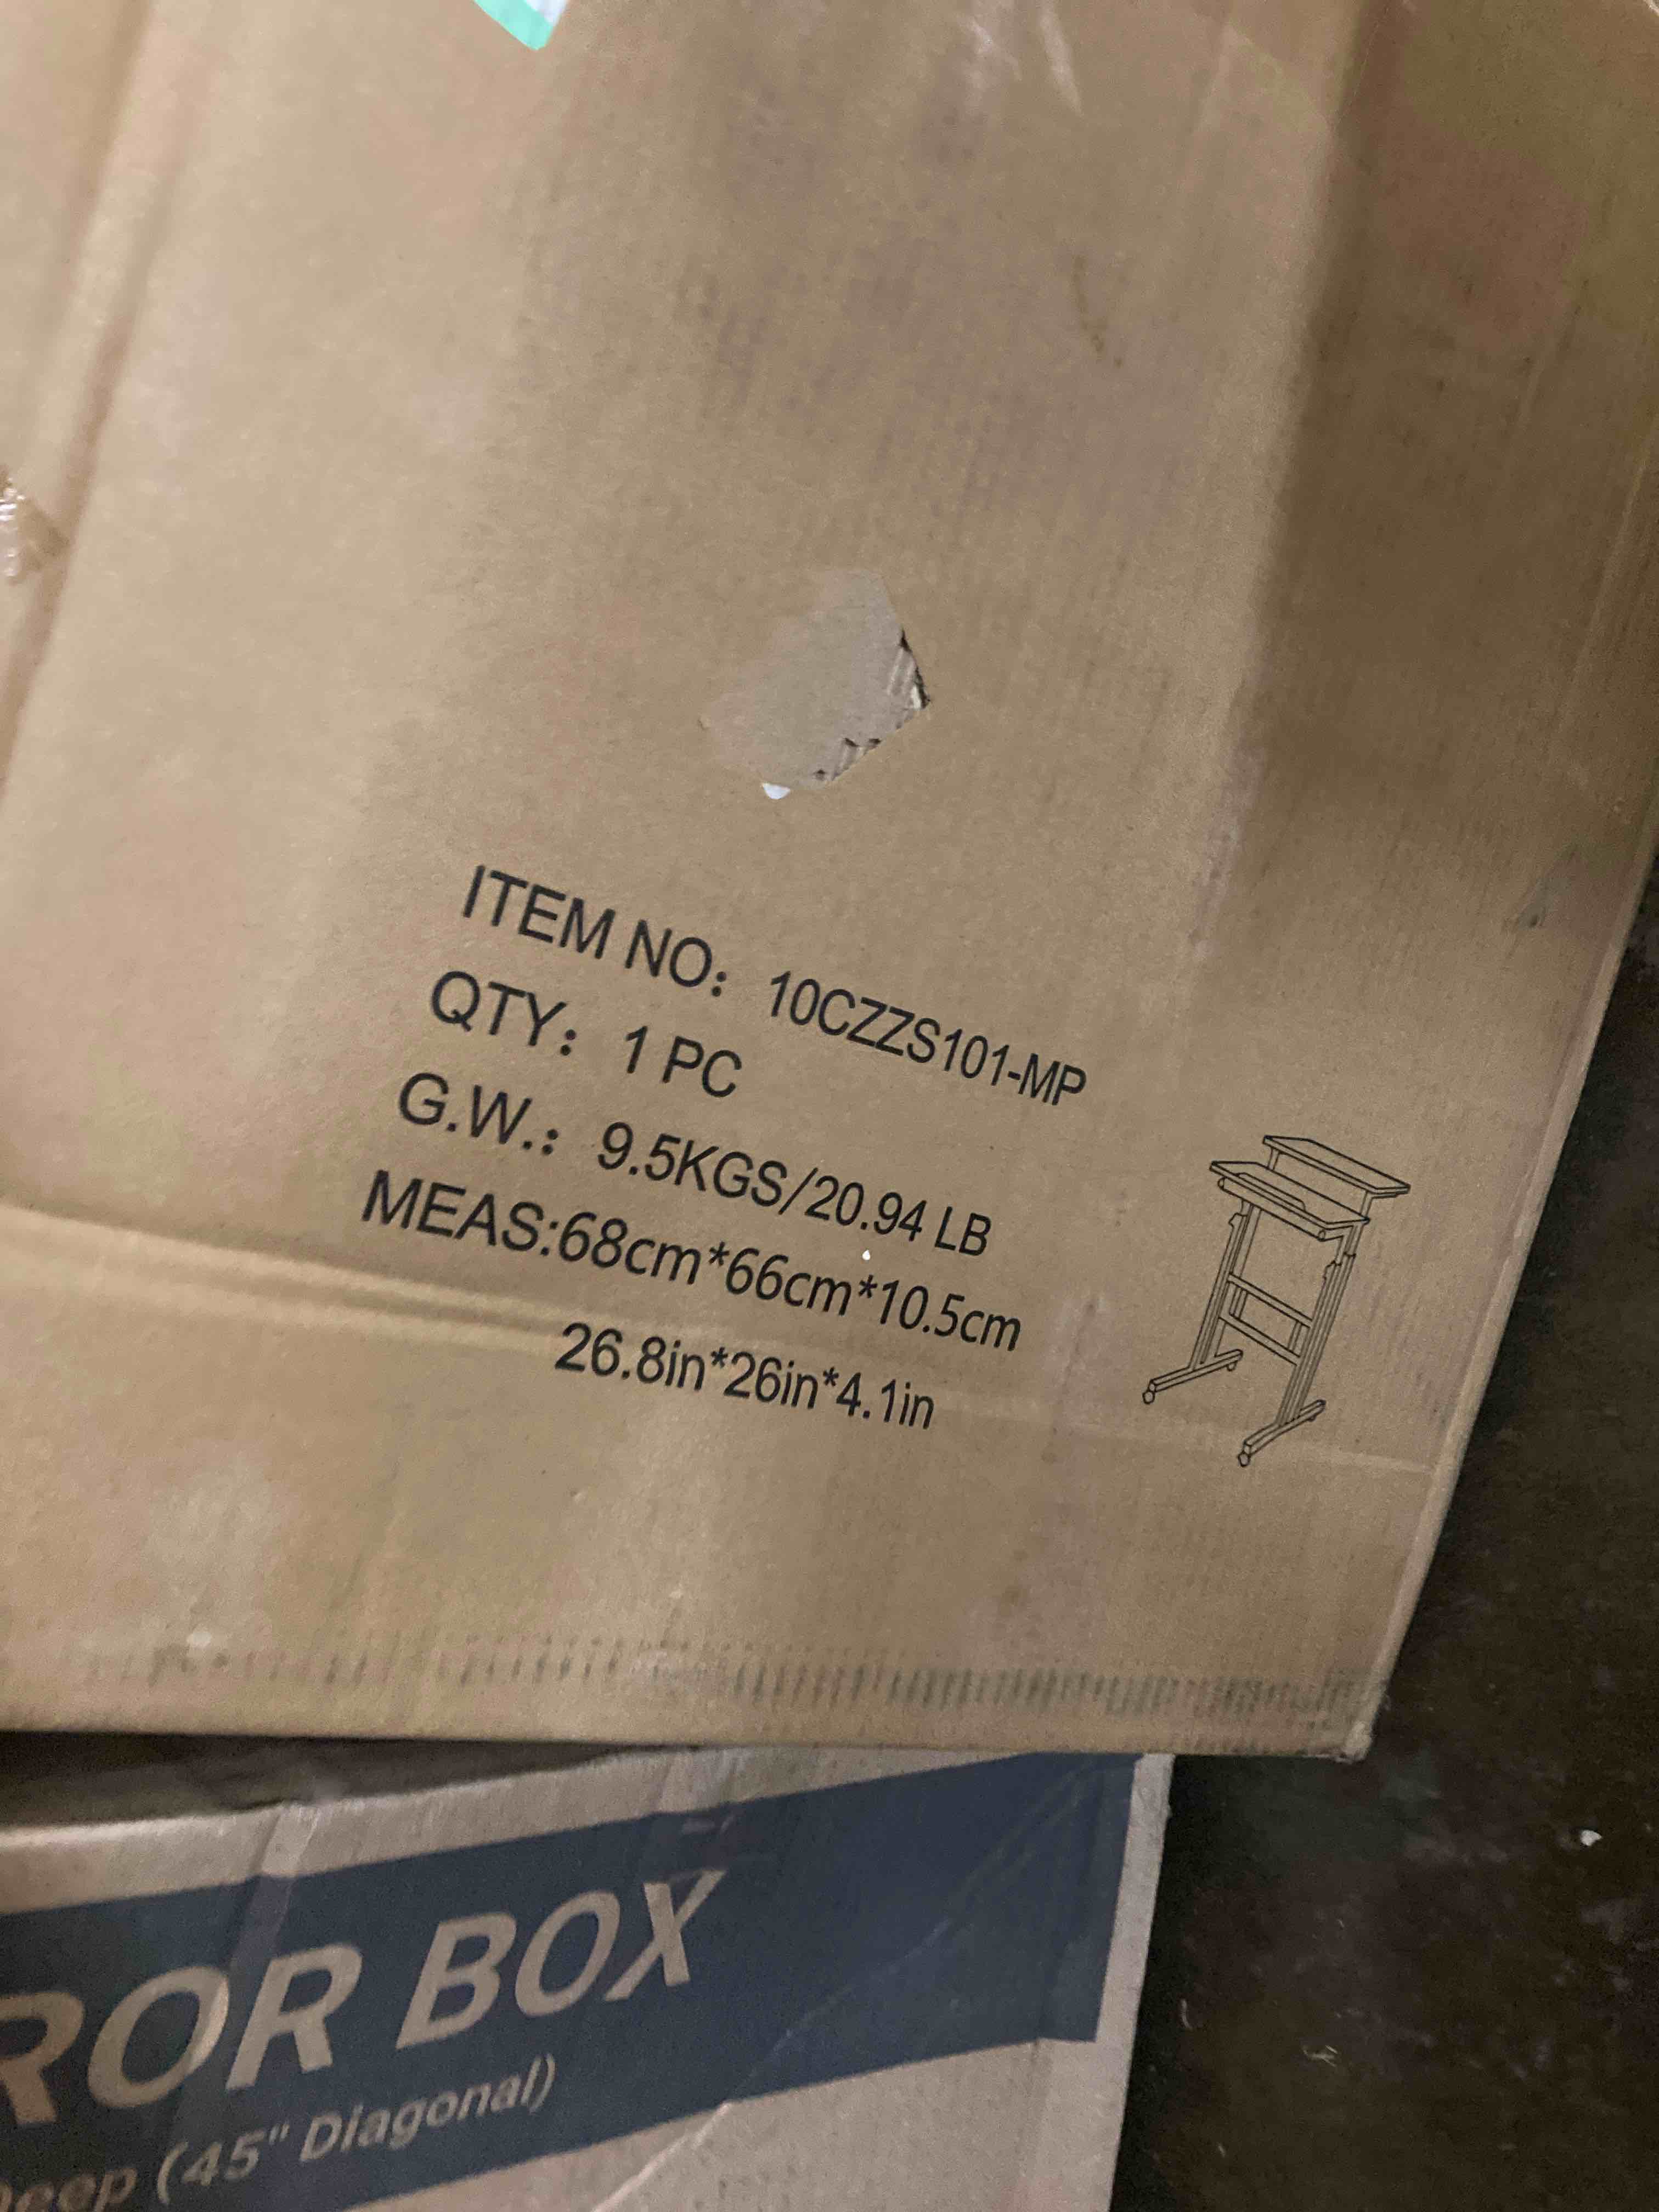 ITEM NO：10CZZS101-MP
QTY：1 PC
G.W.：9.5KGS/20.94 LB
MEAS:68cm*66cm*10.5cm
26.8in*26in*4.1in
ROR BOX
(45" Diagonal)